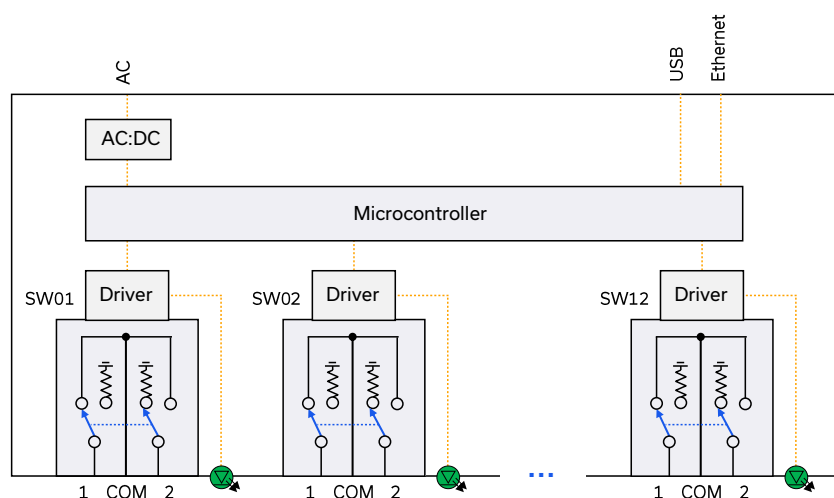 AC
USB
Ethernet
AC:DC
Microcontroller
SW01
Driver
SW02
Driver
SW12
Driver
...
1 COM 2
1 COM 2
1 COM 2